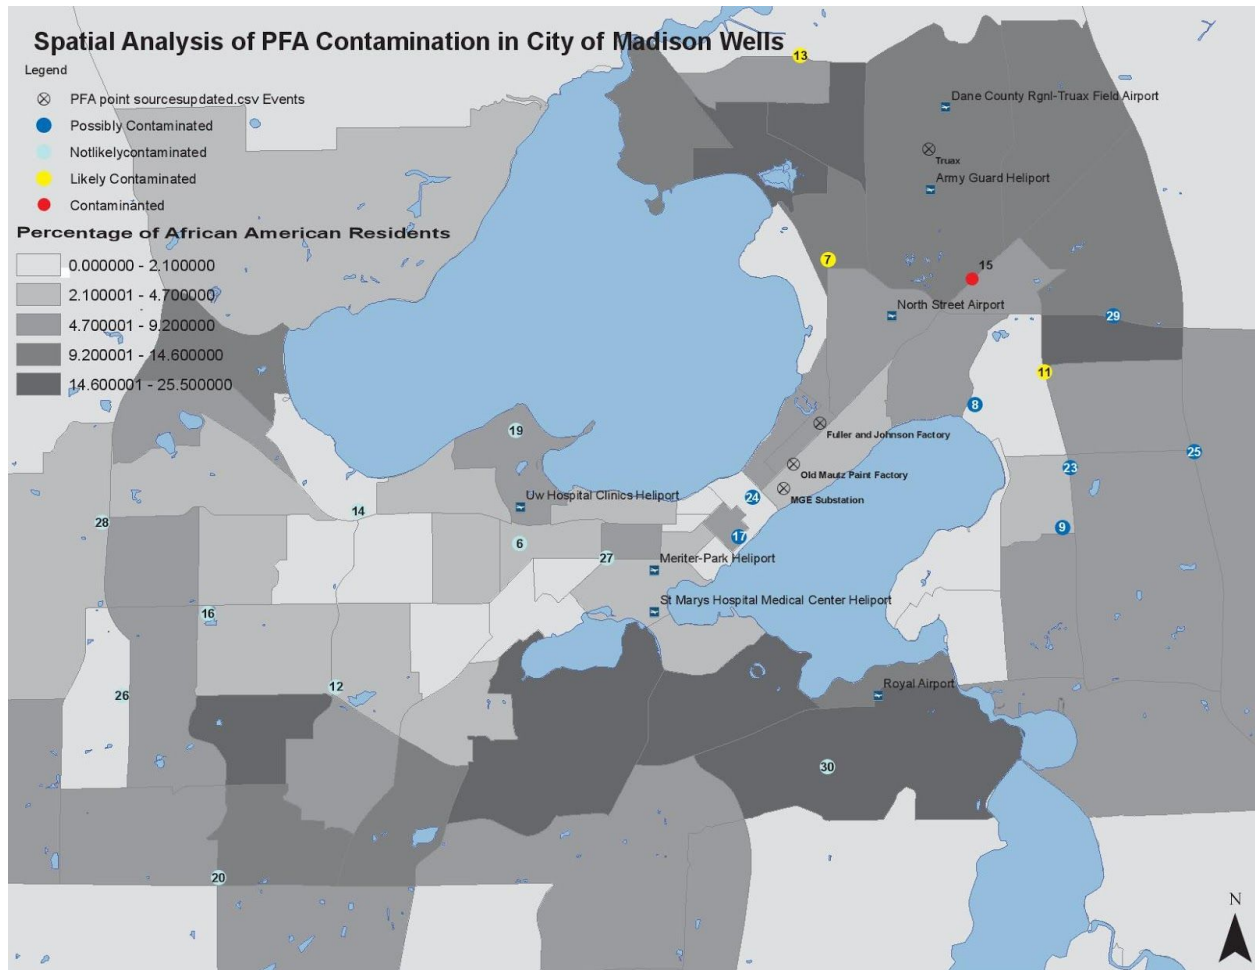 Spatial Analysis of PFA Contamination in City of Madison Wells
Legend
PFA point sourcesupdated.csv Events
Possibly Contaminated
Notlikelycontaminated
Likely Contaminated
Contaminanted
Percentage of African American Residents
0.000000 - 2.100000
2.100001 - 4.700000
4.700001 - 9.200000
9.200001 - 14.600000
14.600001 - 25.500000
13
Dane County Rgnl-Truax Field Airport
Truax
Army Guard Heliport
7
15
North Street Airport
29
11
8
19
Fuller and Johnson Factory
25
Old Mautz Paint Factory
23
Uw Hospital Clinics Heliport
24
MGE Substation
14
28
9
6
17
27
Meriter-Park Heliport
St Marys Hospital Medical Center Heliport
16
Royal Airport
12
26
30
20
N